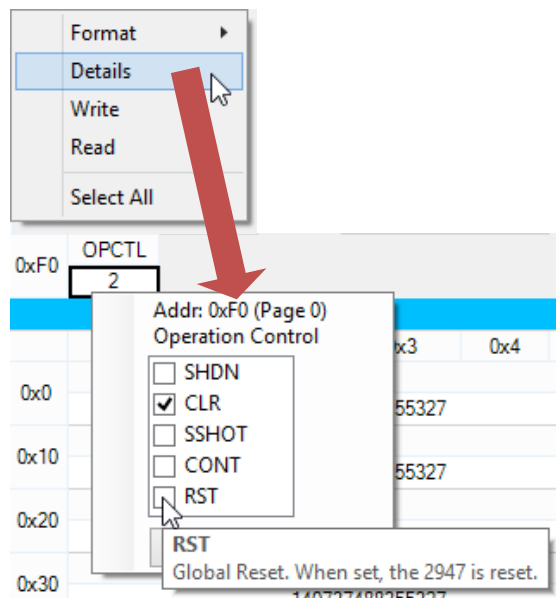 Format
Details
Write
Read
Select All
0xF0
OPCTL
2
Addr: 0xF0 (Page 0)
Operation Control
x3
0x4
SHDN
0x0
CLR
55327
SSHOT
0x10
CONT
55327
RST
0x20
RST
Global Reset. When set, the 2947 is reset.
0x30